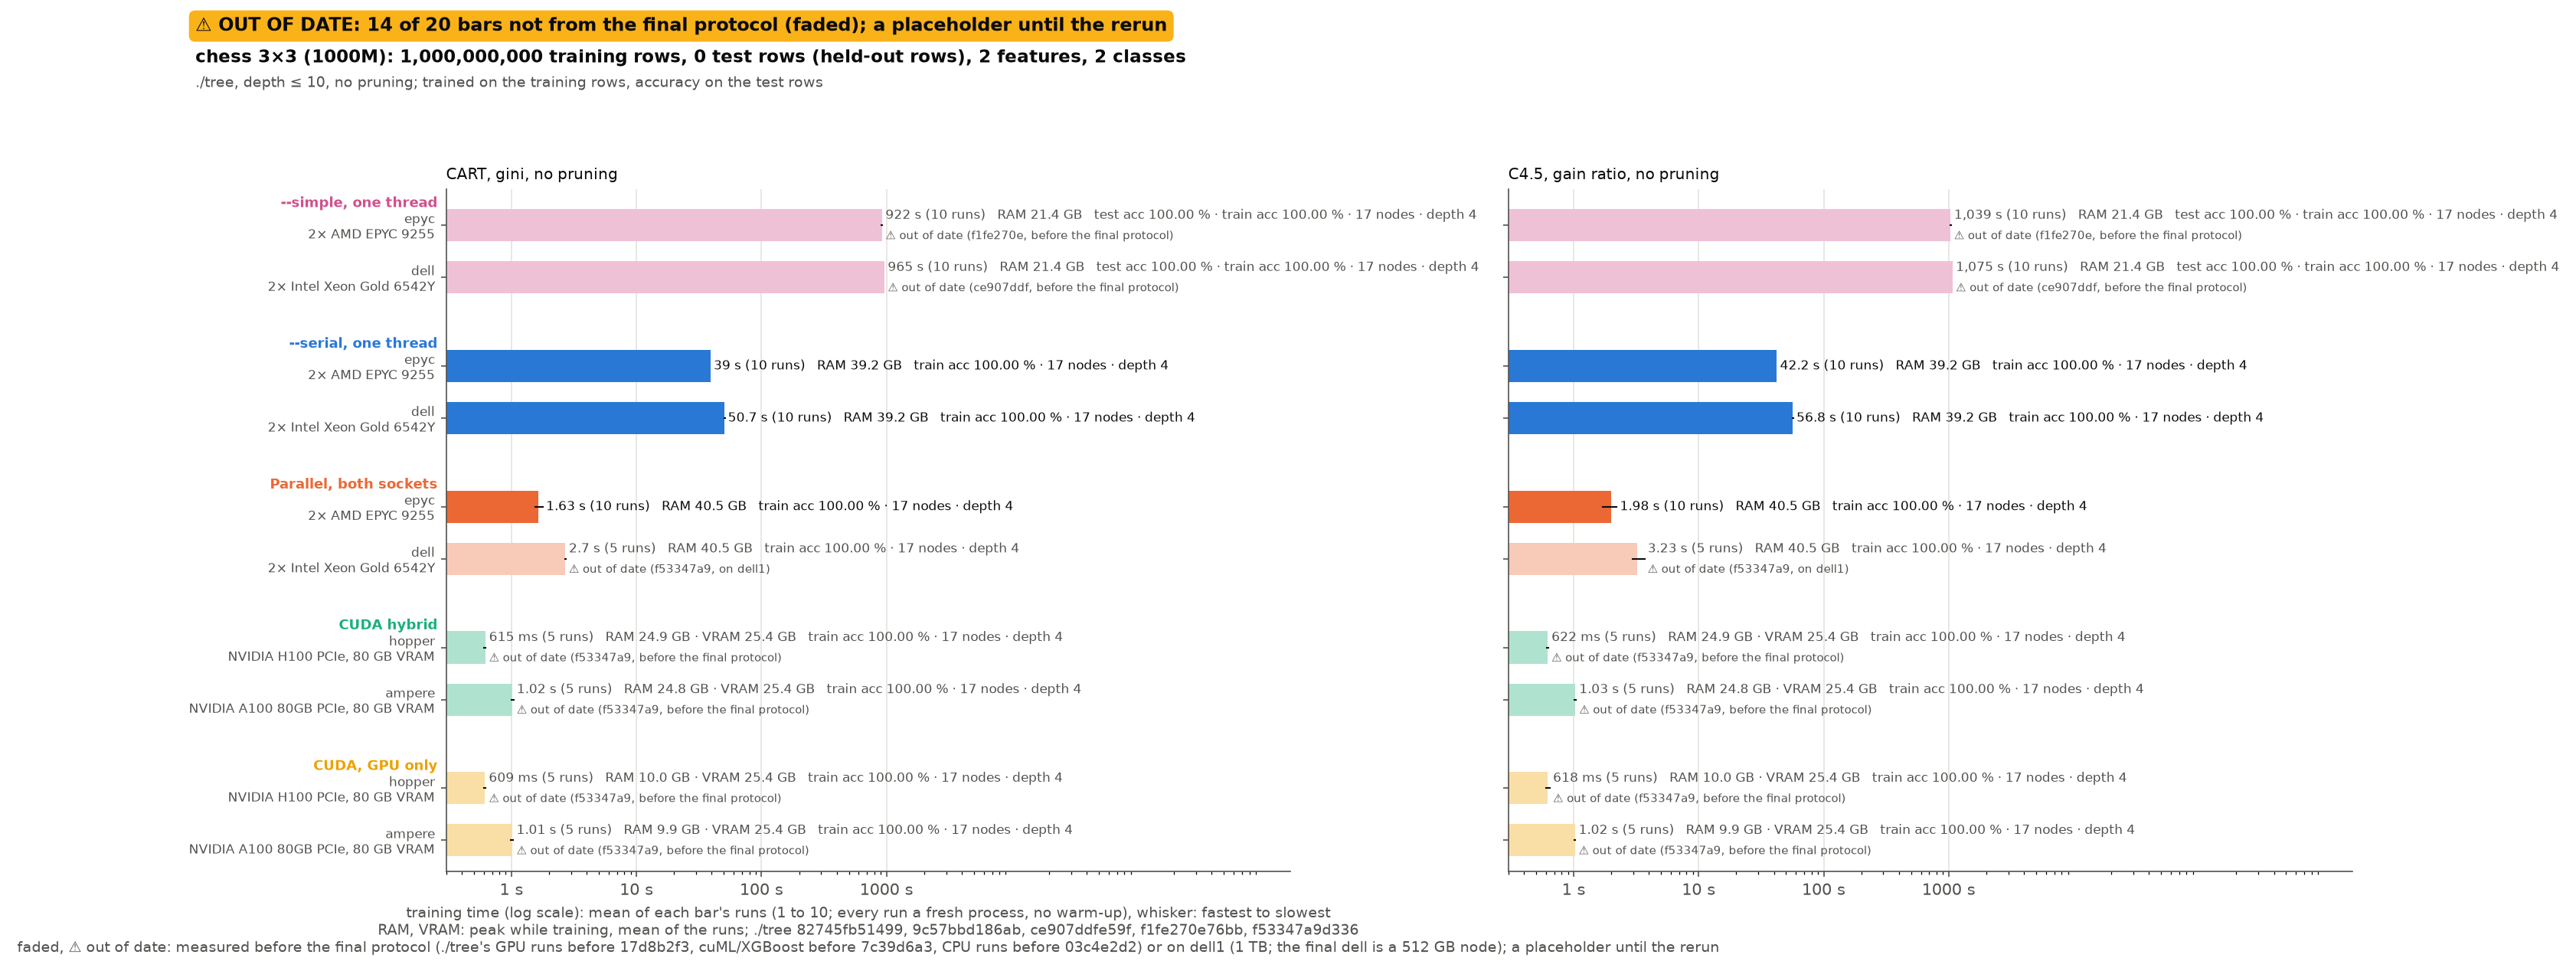 ⚠ OUT OF DATE: 14 of 20 bars not from the final protocol (faded); a placeholder until the rerun
chess 3×3 (1000M): 1,000,000,000 training rows, 0 test rows (held-out rows), 2 features, 2 classes
./tree, depth ≤ 10, no pruning; trained on the training rows, accuracy on the test rows
CART, gini, no pruning
--simple, one thread
epyc
2× AMD EPYC 9255
922 s (10 runs) RAM 21.4 GB test acc 100.00 % · train acc 100.00 % · 17 nodes · depth 4
⚠ out of date (f1fe270e, before the final protocol)
dell
2× Intel Xeon Gold 6542Y
965 s (10 runs) RAM 21.4 GB test acc 100.00 % · train acc 100.00 % · 17 nodes · depth 4
⚠ out of date (ce907ddf, before the final protocol)
--serial, one thread
epyc
2× AMD EPYC 9255
39 s (10 runs) RAM 39.2 GB train acc 100.00 % · 17 nodes · depth 4
dell
2× Intel Xeon Gold 6542Y
50.7 s (10 runs) RAM 39.2 GB train acc 100.00 % · 17 nodes · depth 4
Parallel, both sockets
epyc
2× AMD EPYC 9255
1.63 s (10 runs) RAM 40.5 GB train acc 100.00 % · 17 nodes · depth 4
dell
2× Intel Xeon Gold 6542Y
2.7 s (5 runs) RAM 40.5 GB train acc 100.00 % · 17 nodes · depth 4
⚠ out of date (f53347a9, on dell1)
CUDA hybrid
hopper
NVIDIA H100 PCIe, 80 GB VRAM
615 ms (5 runs) RAM 24.9 GB · VRAM 25.4 GB train acc 100.00 % · 17 nodes · depth 4
⚠ out of date (f53347a9, before the final protocol)
ampere
NVIDIA A100 80GB PCIe, 80 GB VRAM
1.02 s (5 runs) RAM 24.8 GB · VRAM 25.4 GB train acc 100.00 % · 17 nodes · depth 4
⚠ out of date (f53347a9, before the final protocol)
CUDA, GPU only
hopper
NVIDIA H100 PCIe, 80 GB VRAM
609 ms (5 runs) RAM 10.0 GB · VRAM 25.4 GB train acc 100.00 % · 17 nodes · depth 4
⚠ out of date (f53347a9, before the final protocol)
ampere
NVIDIA A100 80GB PCIe, 80 GB VRAM
1.01 s (5 runs) RAM 9.9 GB · VRAM 25.4 GB train acc 100.00 % · 17 nodes · depth 4
⚠ out of date (f53347a9, before the final protocol)
1 s 10 s 100 s 1000 s
C4.5, gain ratio, no pruning
1,039 s (10 runs) RAM 21.4 GB test acc 100.00 % · train acc 100.00 % · 17 nodes · depth 4
⚠ out of date (f1fe270e, before the final protocol)
1,075 s (10 runs) RAM 21.4 GB test acc 100.00 % · train acc 100.00 % · 17 nodes · depth 4
⚠ out of date (ce907ddf, before the final protocol)
42.2 s (10 runs) RAM 39.2 GB train acc 100.00 % · 17 nodes · depth 4
56.8 s (10 runs) RAM 39.2 GB train acc 100.00 % · 17 nodes · depth 4
1.98 s (10 runs) RAM 40.5 GB train acc 100.00 % · 17 nodes · depth 4
3.23 s (5 runs) RAM 40.5 GB train acc 100.00 % · 17 nodes · depth 4
⚠ out of date (f53347a9, on dell1)
622 ms (5 runs) RAM 24.9 GB · VRAM 25.4 GB train acc 100.00 % · 17 nodes · depth 4
⚠ out of date (f53347a9, before the final protocol)
1.03 s (5 runs) RAM 24.8 GB · VRAM 25.4 GB train acc 100.00 % · 17 nodes · depth 4
⚠ out of date (f53347a9, before the final protocol)
618 ms (5 runs) RAM 10.0 GB · VRAM 25.4 GB train acc 100.00 % · 17 nodes · depth 4
⚠ out of date (f53347a9, before the final protocol)
1.02 s (5 runs) RAM 9.9 GB · VRAM 25.4 GB train acc 100.00 % · 17 nodes · depth 4
⚠ out of date (f53347a9, before the final protocol)
1 s 10 s 100 s 1000 s
training time (log scale): mean of each bar's runs (1 to 10; every run a fresh process, no warm-up), whisker: fastest to slowest
RAM, VRAM: peak while training, mean of the runs; ./tree 82745fb51499, 9c57bbd186ab, ce907ddfe59f, f1fe270e76bb, f53347a9d336
faded, ⚠ out of date: measured before the final protocol (./tree's GPU runs before 17d8b2f3, cuML/XGBoost before 7c39d6a3, CPU runs before 03c4e2d2) or on dell1 (1 TB; the final dell is a 512 GB node); a placeholder until the rerun